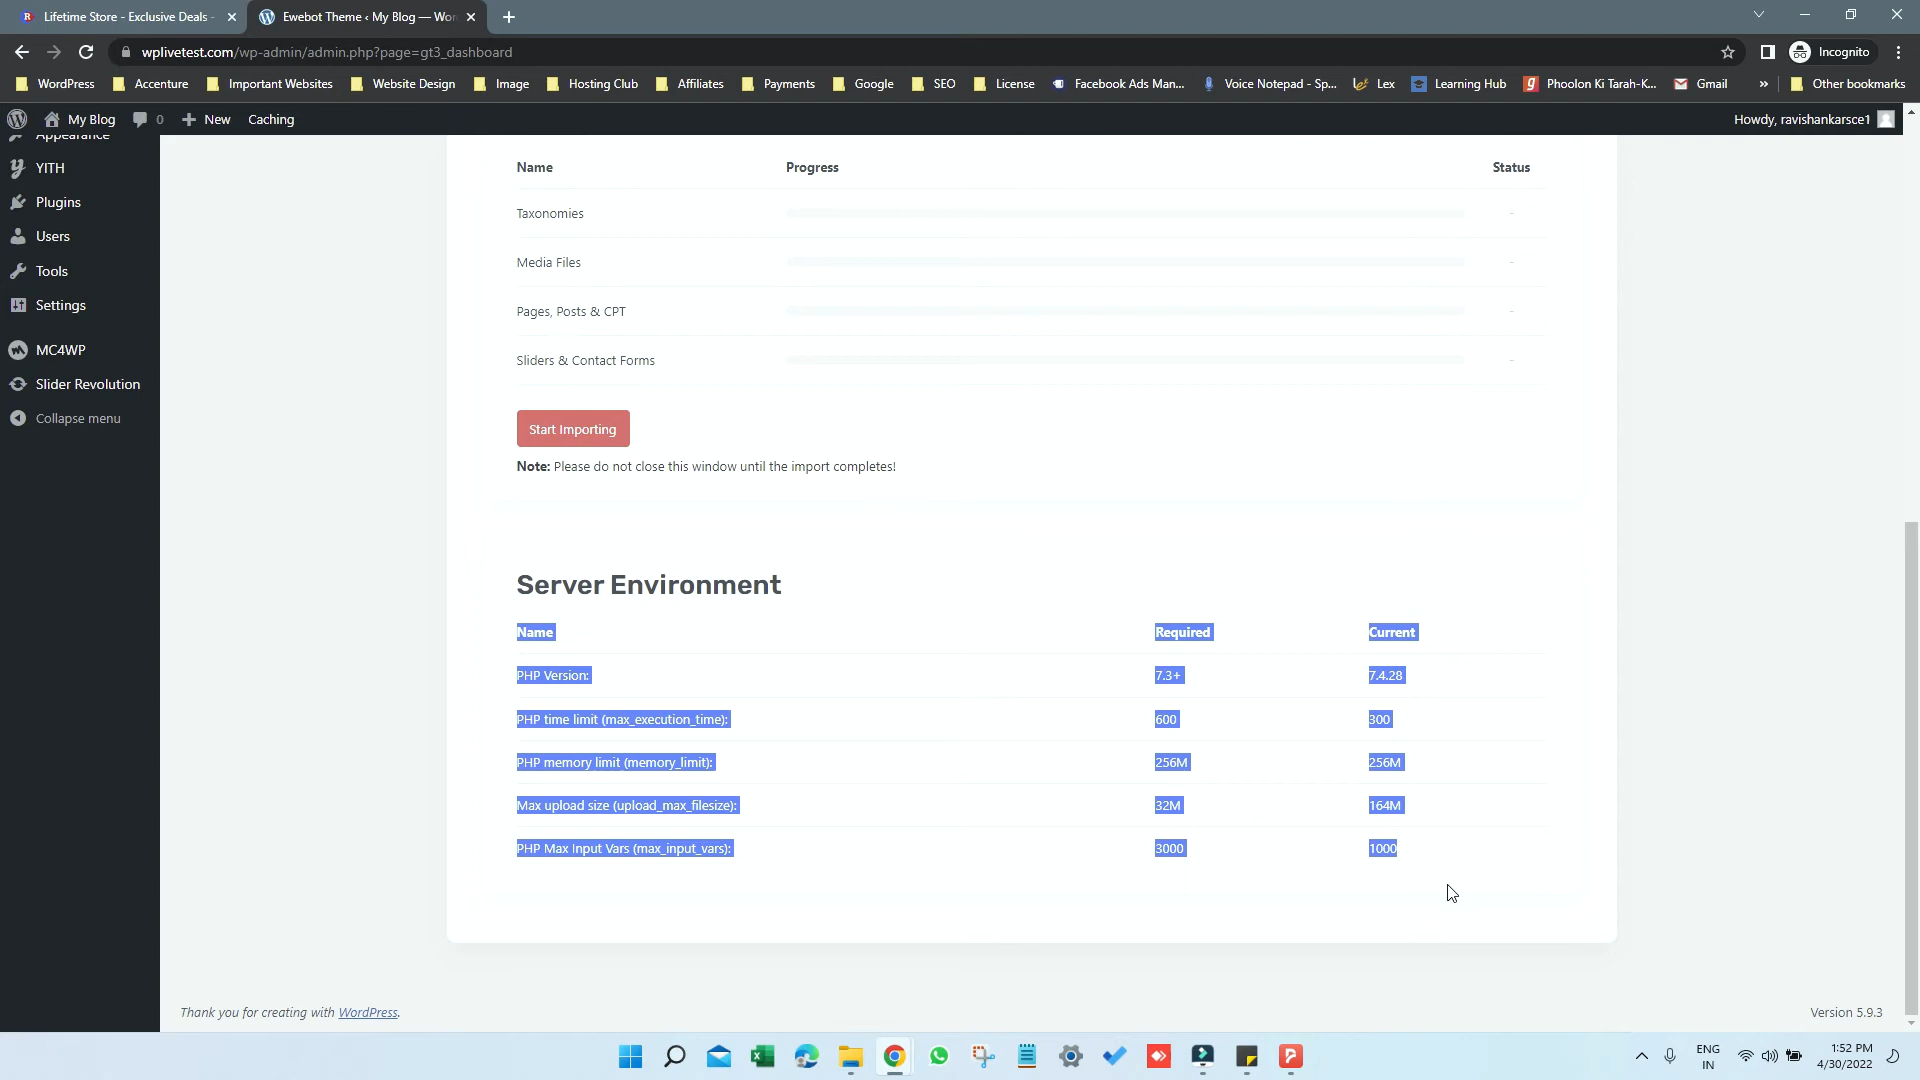 Lifetime Store - Exclusive Deals -
Ewebot Theme ‹ My Blog — Wor
wplivetest.com/wp-admin/admin.php?page=gt3_dashboard
Incognito
WordPress
Accenture
Important Websites
Website Design
Image
Hosting Club
Affiliates
Payments
Google
SEO
License
Facebook Ads Man...
Voice Notepad - Sp...
Lex
Learning Hub
Phoolon Ki Tarah-K...
Gmail
»
Other bookmarks
My Blog
0
New
Caching
Howdy, ravishankarsce1
Appearance
YITH
Plugins
Users
Tools
Settings
MC4WP
Slider Revolution
Collapse menu
Name Progress Status
Taxonomies -
Media Files -
Pages, Posts & CPT -
Sliders & Contact Forms -
Start Importing
Note: Please do not close this window until the import completes!
Server Environment
Name Required Current
PHP Version: 7.3+ 7.4.28
PHP time limit (max_execution_time): 600 300
PHP memory limit (memory_limit): 256M 256M
Max upload size (upload_max_filesize): 32M 164M
PHP Max Input Vars (max_input_vars): 3000 1000
Thank you for creating with WordPress.
Version 5.9.3
ENG
IN
1:52 PM
4/30/2022